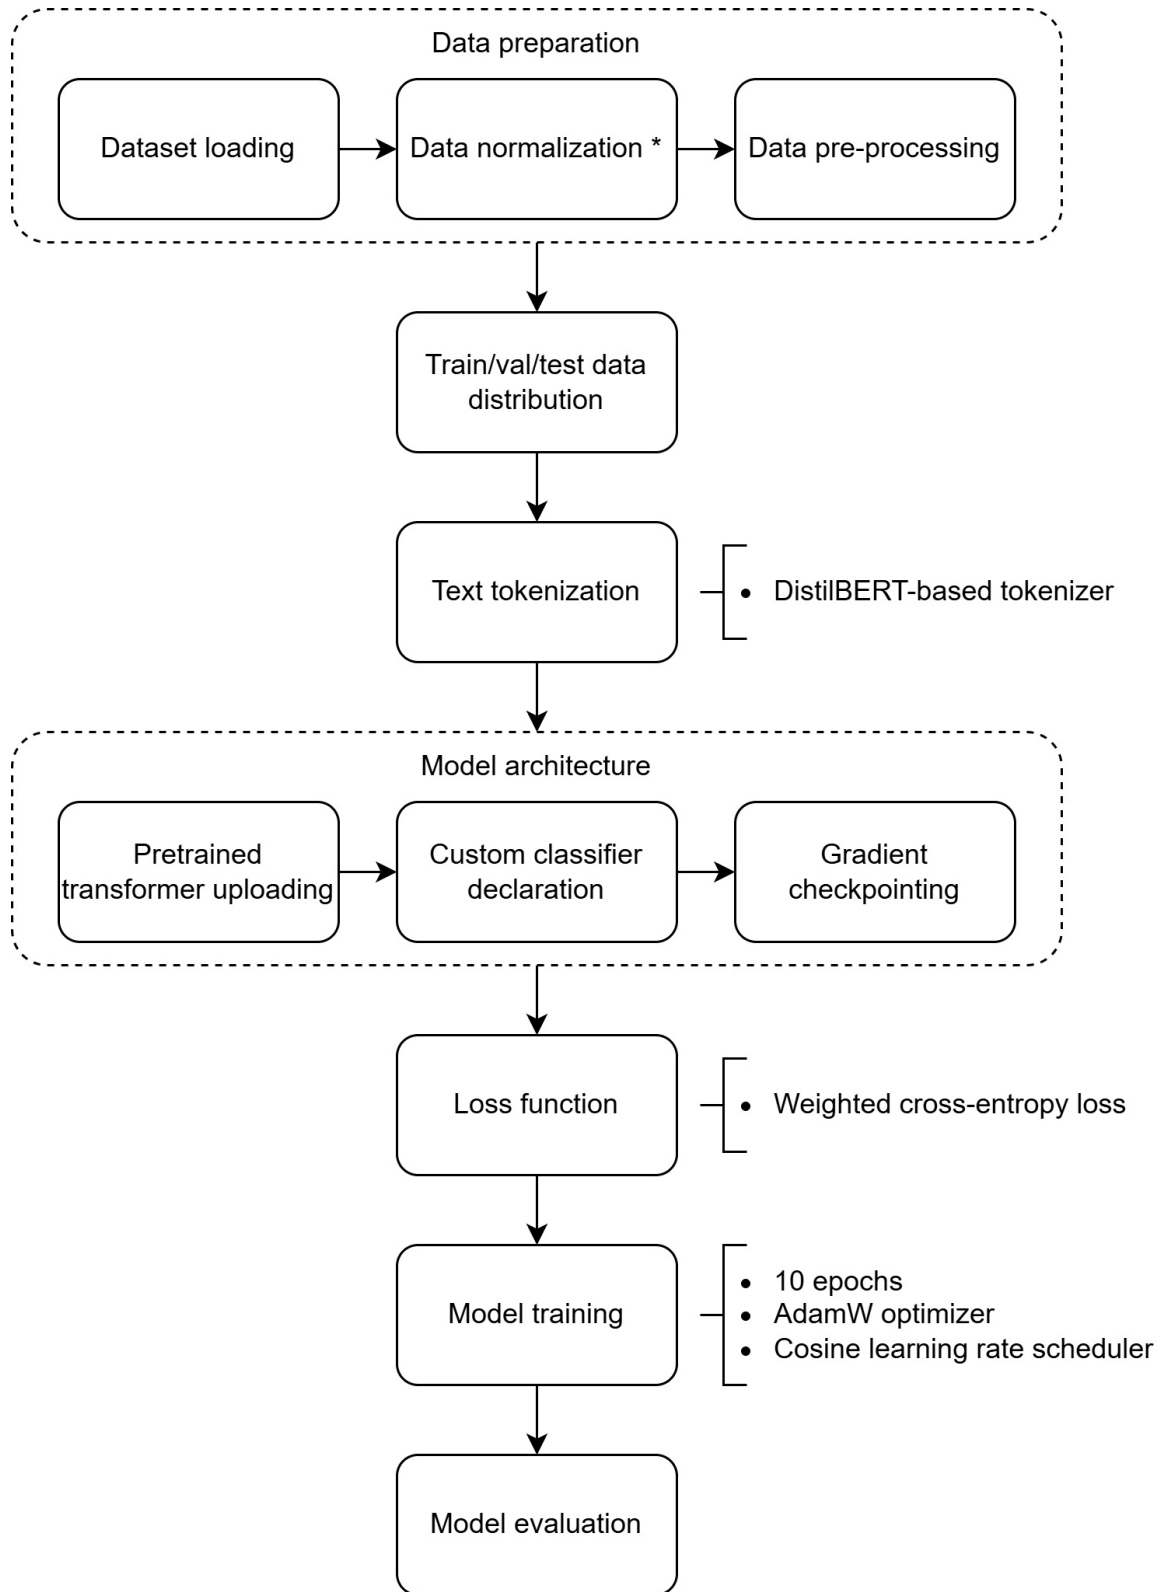 Data preparation
Dataset loading
Data normalization *
Data pre-processing
Train/val/test data
distribution
Text tokenization
• DistilBERT-based tokenizer
Model architecture
Pretrained
transformer uploading
Custom classifier
declaration
Gradient
checkpointing
Loss function
• Weighted cross-entropy loss
Model training
• 10 epochs
• AdamW optimizer
• Cosine learning rate scheduler
Model evaluation